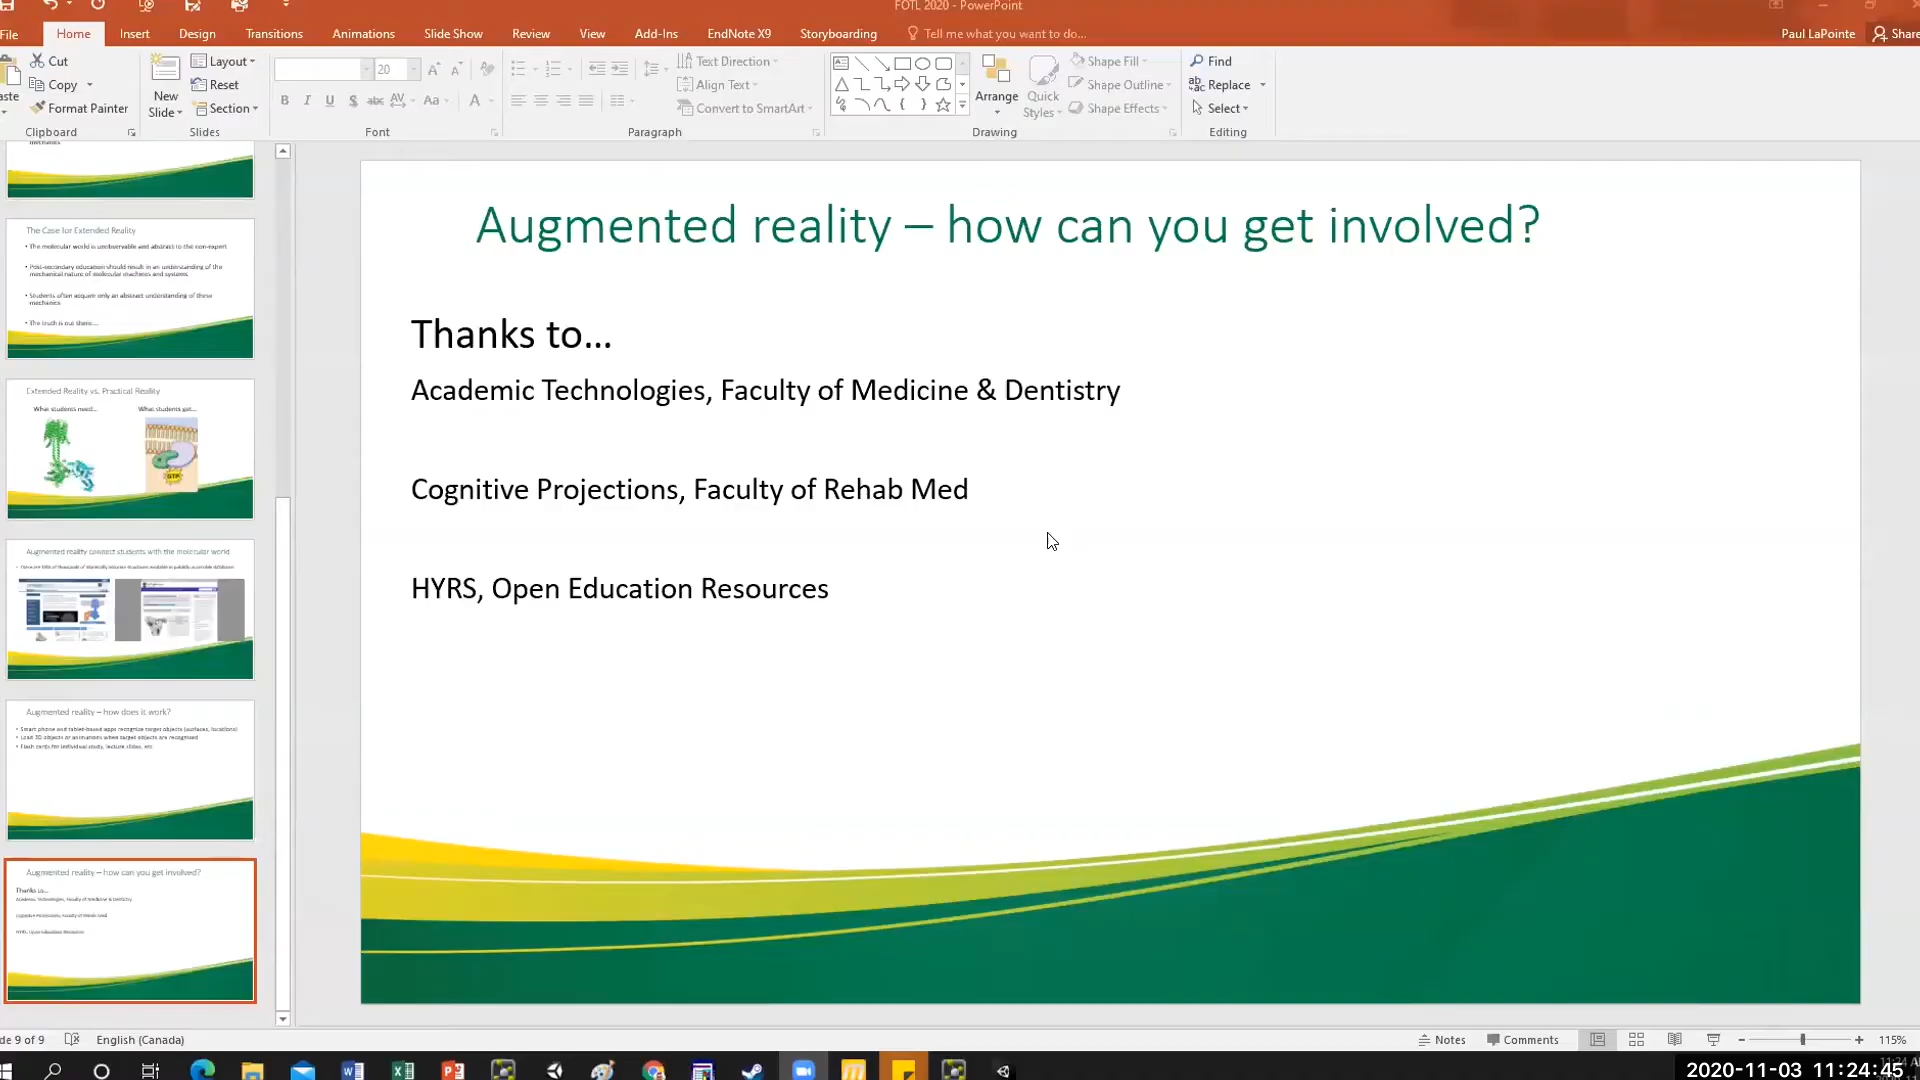 FOTL 2020 - PowerPoint
File Home Insert Design Transitions Animations Slide Show Review View Add-Ins EndNote X9 Storyboarding Tell me what you want to do... Paul LaPointe Share
Cut
Copy
Format Painter
Clipboard
New Slide
Layout
Reset
Section
Slides
20
B I U S abc AV Aa A
Font
Text Direction
Align Text
Convert to SmartArt
Paragraph
Arrange
Quick Styles
Shape Fill
Shape Outline
Shape Effects
Drawing
Find
Replace
Select
Editing
mechanics
The Case for Extended Reality
• The molecular world is unobservable and abstract to the non-expert
• Post-secondary education should result in an understanding of the
mechanical nature of molecular machines and systems
• Students often acquire only an abstract understanding of these
mechanics
• The truth is out there....
Extended Reality vs. Practical Reality
What students need...
What students get...
GTP
Augmented reality connect students with the molecular world
Augmented reality – how does it work?
• Smart phone and tablet-based apps recognize target objects (surfaces, locations)
• Load 3D objects or animations when target objects are recognized
• Flash cards for individual study, lecture slides, etc
Augmented reality – how can you get involved?
Thanks to...
Academic Technologies, Faculty of Medicine & Dentistry
Cognitive Projections, Faculty of Rehab Med
HYRS, Open Education Resources
Augmented reality – how can you get involved?
Thanks to...
Academic Technologies, Faculty of Medicine & Dentistry
Cognitive Projections, Faculty of Rehab Med
HYRS, Open Education Resources
de 9 of 9 English (Canada) Notes Comments 115%
2020-11-03 11:24:45